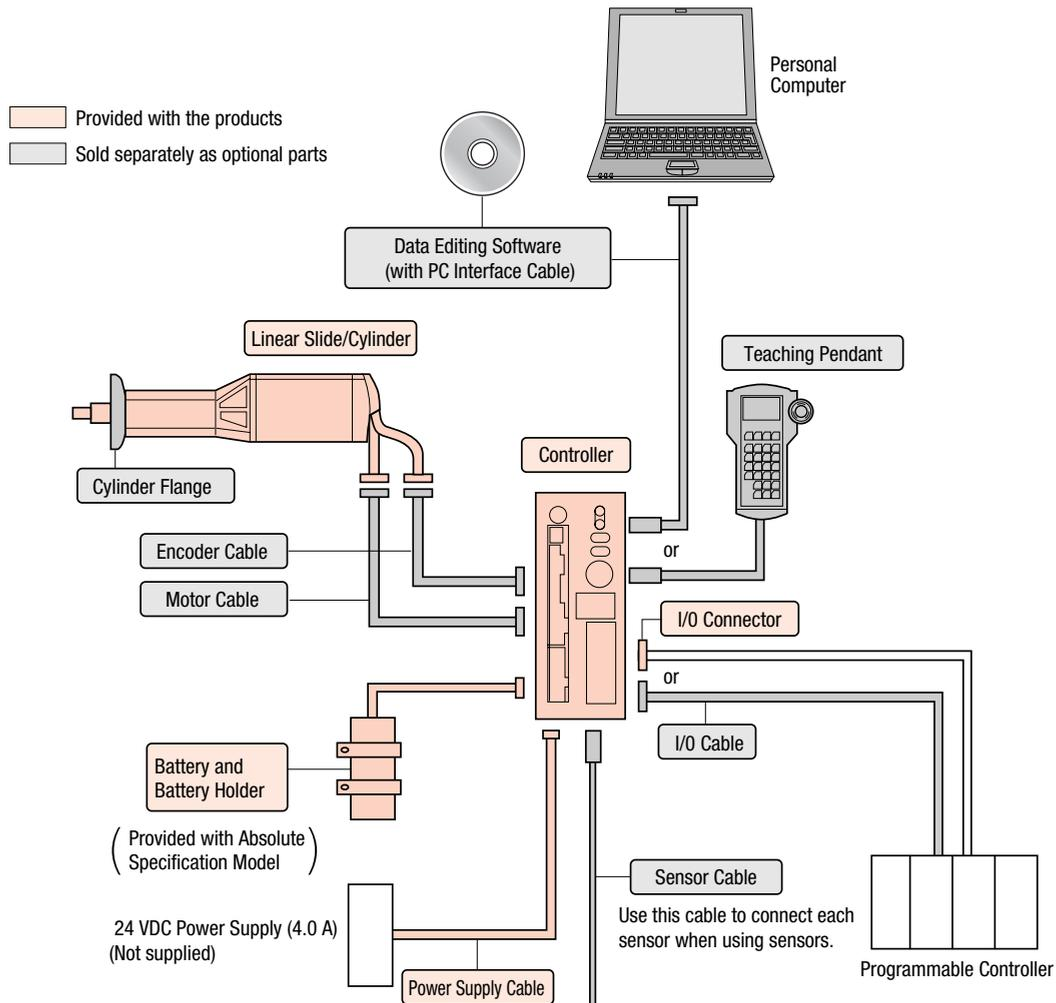 Personal
Computer
Provided with the products
Sold separately as optional parts
Data Editing Software
(with PC Interface Cable)
Linear Slide/Cylinder
Teaching Pendant
Controller
Cylinder Flange
Encoder Cable
or
Motor Cable
I/O Connector
or
I/O Cable
Battery and
Battery Holder
(Provided with Absolute
Specification Model)
Sensor Cable
Use this cable to connect each
sensor when using sensors.
24 VDC Power Supply (4.0 A)
(Not supplied)
Programmable Controller
Power Supply Cable